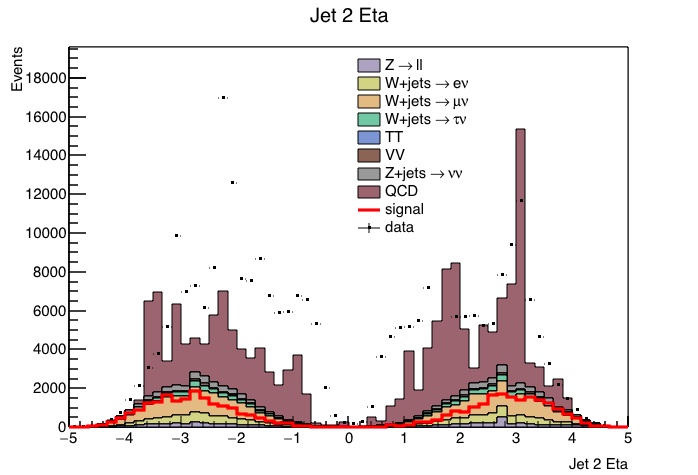 Jet 2 Eta
Events
18000
16000
14000
12000
10000
8000
6000
4000
2000
0
Z → ll
W+jets → eν
W+jets → μν
W+jets → τν
TT
VV
Z+jets → νν
QCD
signal
data
−5 −4 −3 −2 −1 0 1 2 3 4 5
Jet 2 Eta